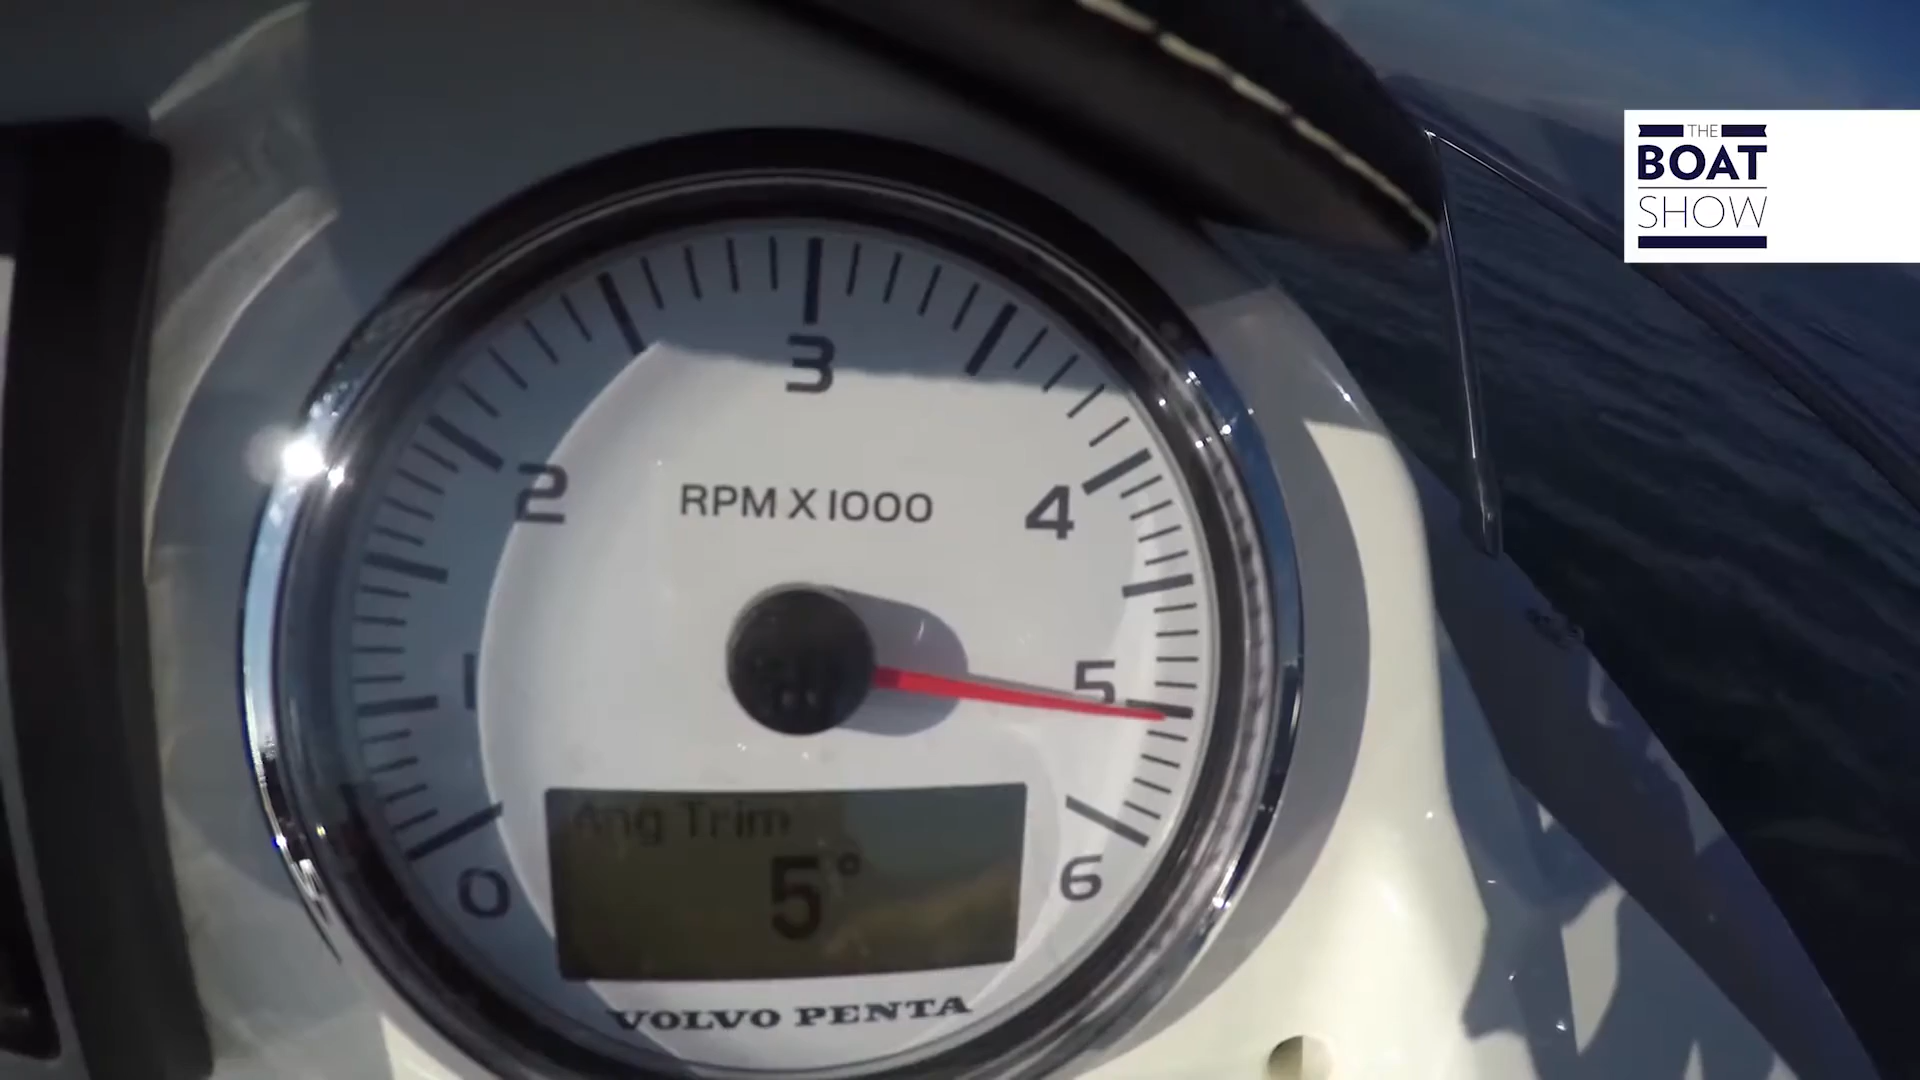 THE
BOAT
SHOW
3
2
4
RPM X 1000
1
5
Ang Trim
5°
0
6
VOLVO PENTA